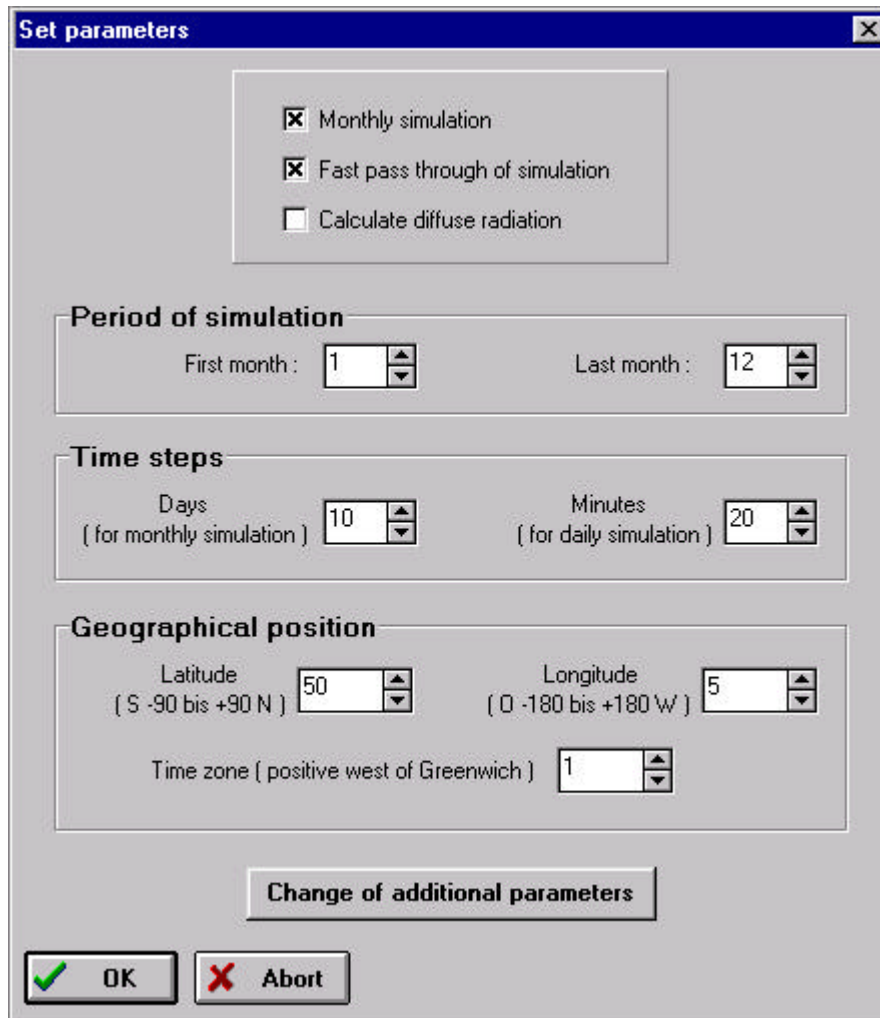 Set parameters
Monthly simulation
Fast pass through of simulation
Calculate diffuse radiation
Period of simulation
First month : 1
Last month : 12
Time steps
Days
( for monthly simulation ) 10
Minutes
( for daily simulation ) 20
Geographical position
Latitude
( S -90 bis +90 N ) 50
Longitude
( O -180 bis +180 W ) 5
Time zone ( positive west of Greenwich ) 1
Change of additional parameters
OK
Abort